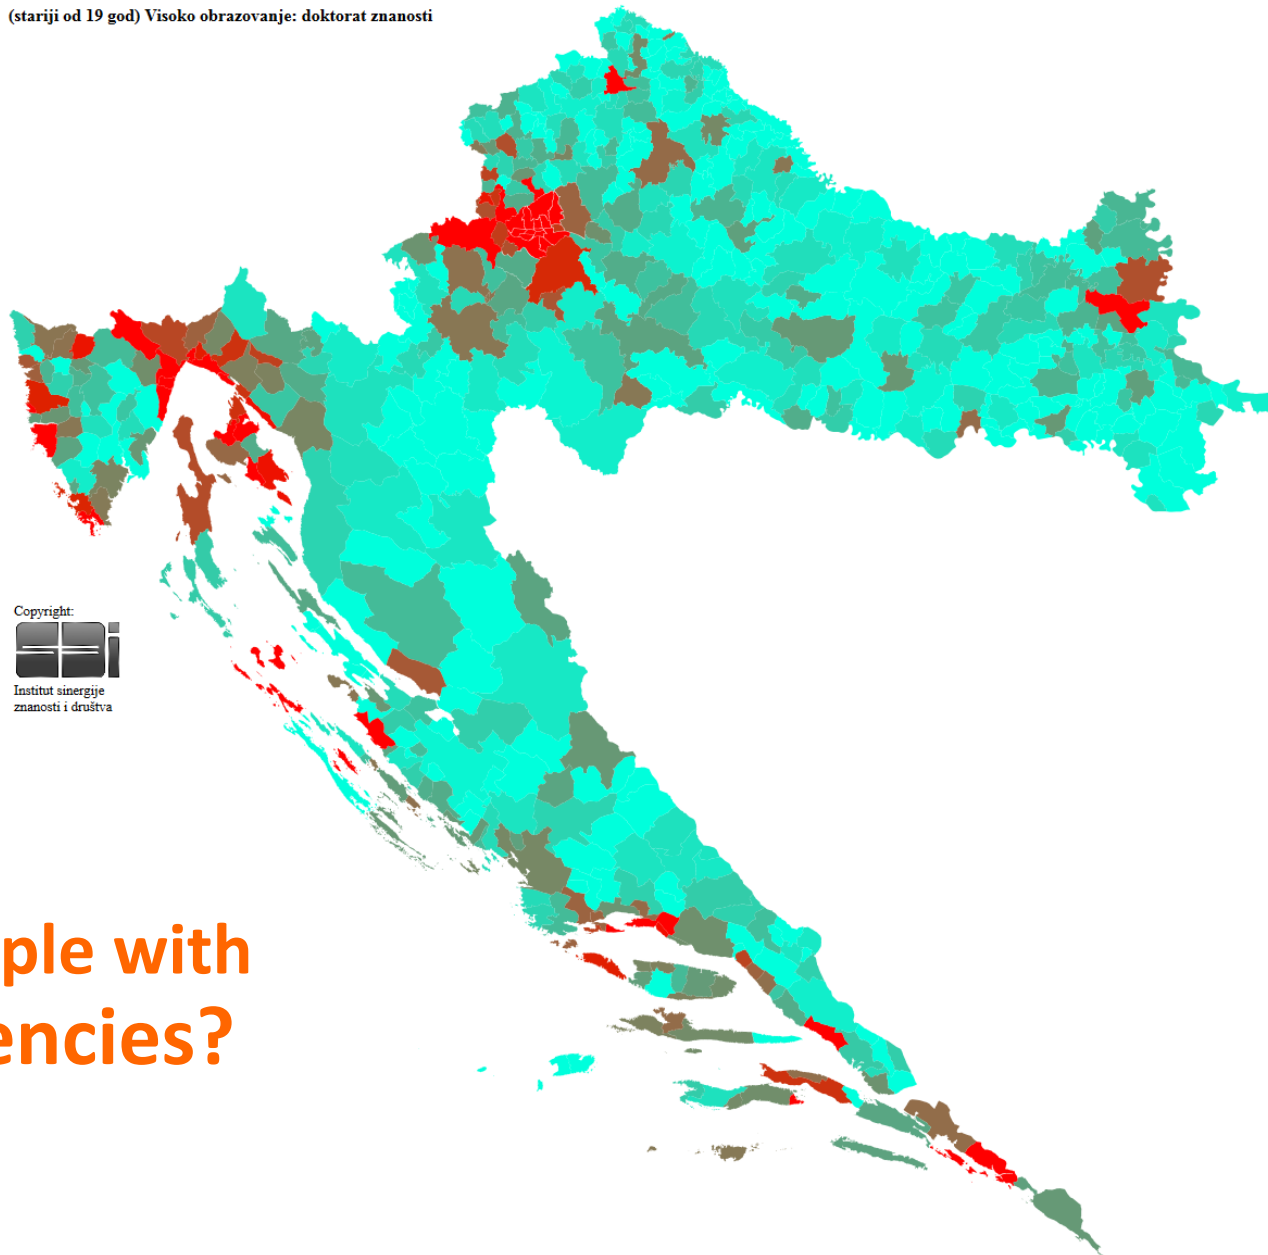 (stariji od 19 god) Visoko obrazovanje: doktorat znanosti
Copyright:
Institut sinergije
znanosti i društva
ple with
encies?